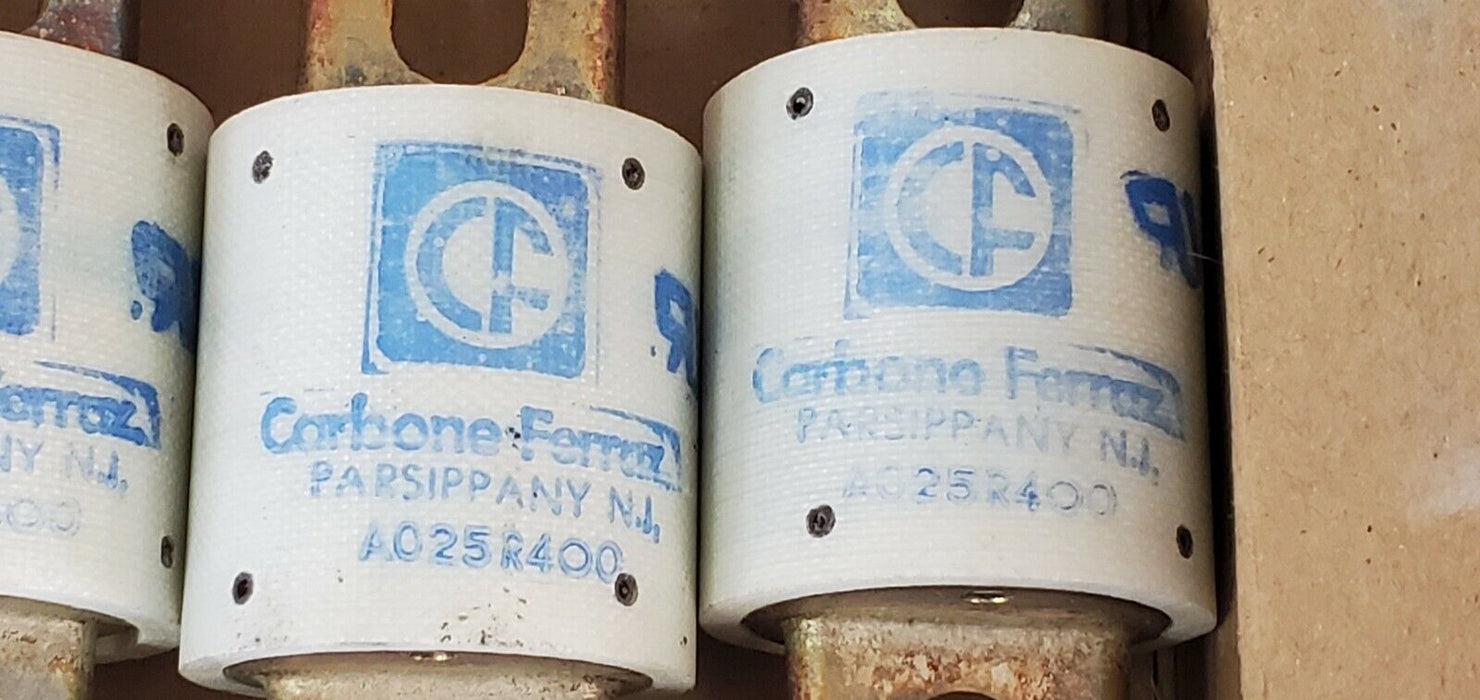 CF
Carbone Ferraz
PARSIPPANY N.J.
A025R400
CF
Carbone Ferraz
PARSIPPANY N.J.
A025R400